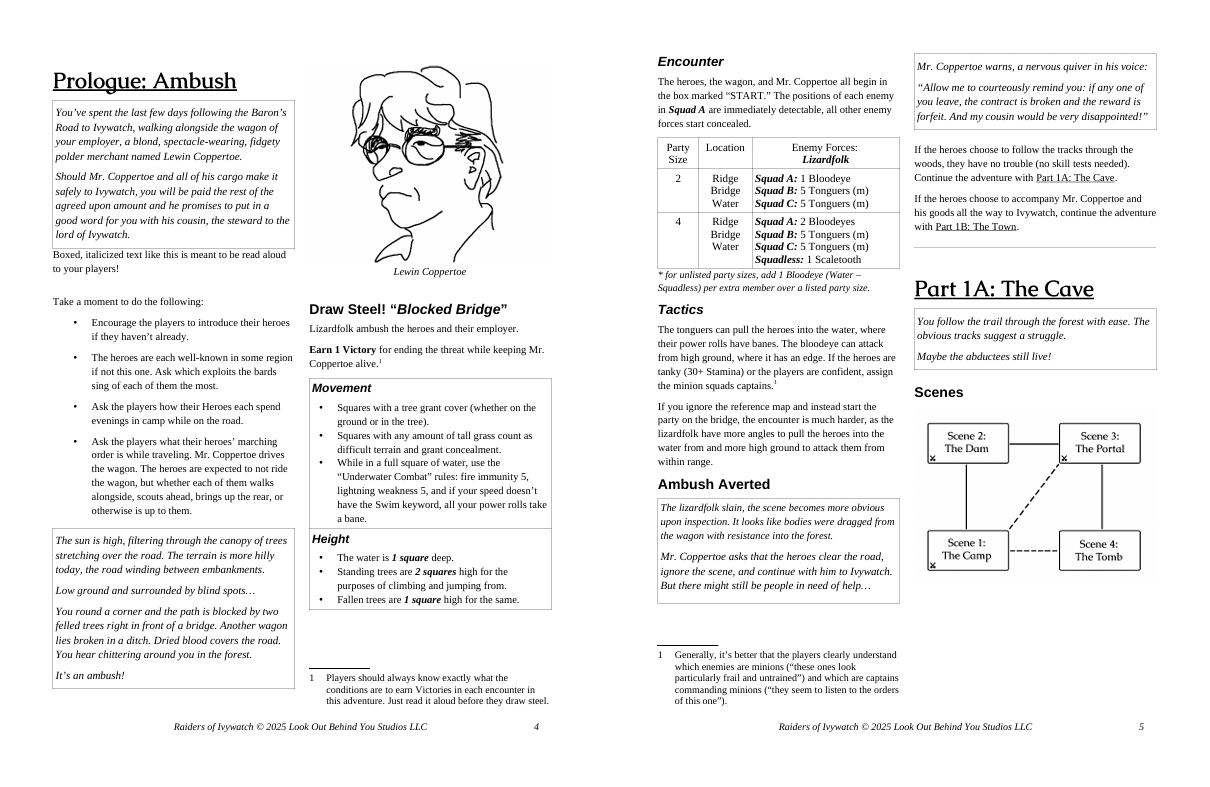 Prologue: Ambush
You’ve spent the last few days following the Baron’s
Road to Ivywatch, walking alongside the wagon of
your employer, a blond, spectacle-wearing, fidgety
polder merchant named Lewin Coppertoe.
Should Mr. Coppertoe and all of his cargo make it
safely to Ivywatch, you will be paid the rest of the
agreed upon amount and he promises to put in a
good word for you with his cousin, the steward to the
lord of Ivywatch.
Boxed, italicized text like this is meant to be read aloud
to your players!
Take a moment to do the following:
• Encourage the players to introduce their heroes
if they haven’t already.
• The heroes are each well-known in some region
if not this one. Ask which exploits the bards
sing of each of them the most.
• Ask the players how their Heroes each spend
evenings in camp while on the road.
• Ask the players what their heroes’ marching
order is while traveling. Mr. Coppertoe drives
the wagon. The heroes are expected to not ride
the wagon, but whether each of them walks
alongside, scouts ahead, brings up the rear, or
otherwise is up to them.
The sun is high, filtering through the canopy of trees
stretching over the road. The terrain is more hilly
today, the road winding between embankments.
Low ground and surrounded by blind spots…
You round a corner and the path is blocked by two
felled trees right in front of a bridge. Another wagon
lies broken in a ditch. Dried blood covers the road.
You hear chittering around you in the forest.
It’s an ambush!
Lewin Coppertoe
Draw Steel! “Blocked Bridge”
Lizardfolk ambush the heroes and their employer.
Earn 1 Victory for ending the threat while keeping Mr.
Coppertoe alive.1
Movement
• Squares with a tree grant cover (whether on the
ground or in the tree).
• Squares with any amount of tall grass count as
difficult terrain and grant concealment.
• While in a full square of water, use the
“Underwater Combat” rules: fire immunity 5,
lightning weakness 5, and if your speed doesn’t
have the Swim keyword, all your power rolls take
a bane.
Height
• The water is 1 square deep.
• Standing trees are 2 squares high for the
purposes of climbing and jumping from.
• Fallen trees are 1 square high for the same.
1 Players should always know exactly what the
conditions are to earn Victories in each encounter in
this adventure. Just read it aloud before they draw steel.
Raiders of Ivywatch © 2025 Look Out Behind You Studios LLC 4
Encounter
The heroes, the wagon, and Mr. Coppertoe all begin in
the box marked “START.” The positions of each enemy
in Squad A are immediately detectable, all other enemy
forces start concealed.
Party Location Enemy Forces:
Size Lizardfolk
2 Ridge Squad A: 1 Bloodeye
Bridge Squad B: 5 Tonguers (m)
Water Squad C: 5 Tonguers (m)
4 Ridge Squad A: 2 Bloodeyes
Bridge Squad B: 5 Tonguers (m)
Water Squad C: 5 Tonguers (m)
Squadless: 1 Scaletooth
* for unlisted party sizes, add 1 Bloodeye (Water –
Squadless) per extra member over a listed party size.
Tactics
The tonguers can pull the heroes into the water, where
their power rolls have banes. The bloodeye can attack
from high ground, where it has an edge. If the heroes are
tanky (30+ Stamina) or the players are confident, assign
the minion squads captains.1
If you ignore the reference map and instead start the
party on the bridge, the encounter is much harder, as the
lizardfolk have more angles to pull the heroes into the
water from and more high ground to attack them from
within range.
Ambush Averted
The lizardfolk slain, the scene becomes more obvious
upon inspection. It looks like bodies were dragged from
the wagon with resistance into the forest.
Mr. Coppertoe asks that the heroes clear the road,
ignore the scene, and continue with him to Ivywatch.
But there might still be people in need of help…
1 Generally, it’s better that the players clearly understand
which enemies are minions (“these ones look
particularly frail and untrained”) and which are captains
commanding minions (“they seem to listen to the orders
of this one”).
Mr. Coppertoe warns, a nervous quiver in his voice:
“Allow me to courteously remind you: if any one of
you leave, the contract is broken and the reward is
forfeit. And my cousin would be very disappointed!”
If the heroes choose to follow the tracks through the
woods, they have no trouble (no skill tests needed).
Continue the adventure with Part 1A: The Cave.
If the heroes choose to accompany Mr. Coppertoe and
his goods all the way to Ivywatch, continue the adventure
with Part 1B: The Town.
Part 1A: The Cave
You follow the trail through the forest with ease. The
obvious tracks suggest a struggle.
Maybe the abductees still live!
Scenes
Scene 2:
The Dam
Scene 3:
The Portal
Scene 1:
The Camp
Scene 4:
The Tomb
Raiders of Ivywatch © 2025 Look Out Behind You Studios LLC 5